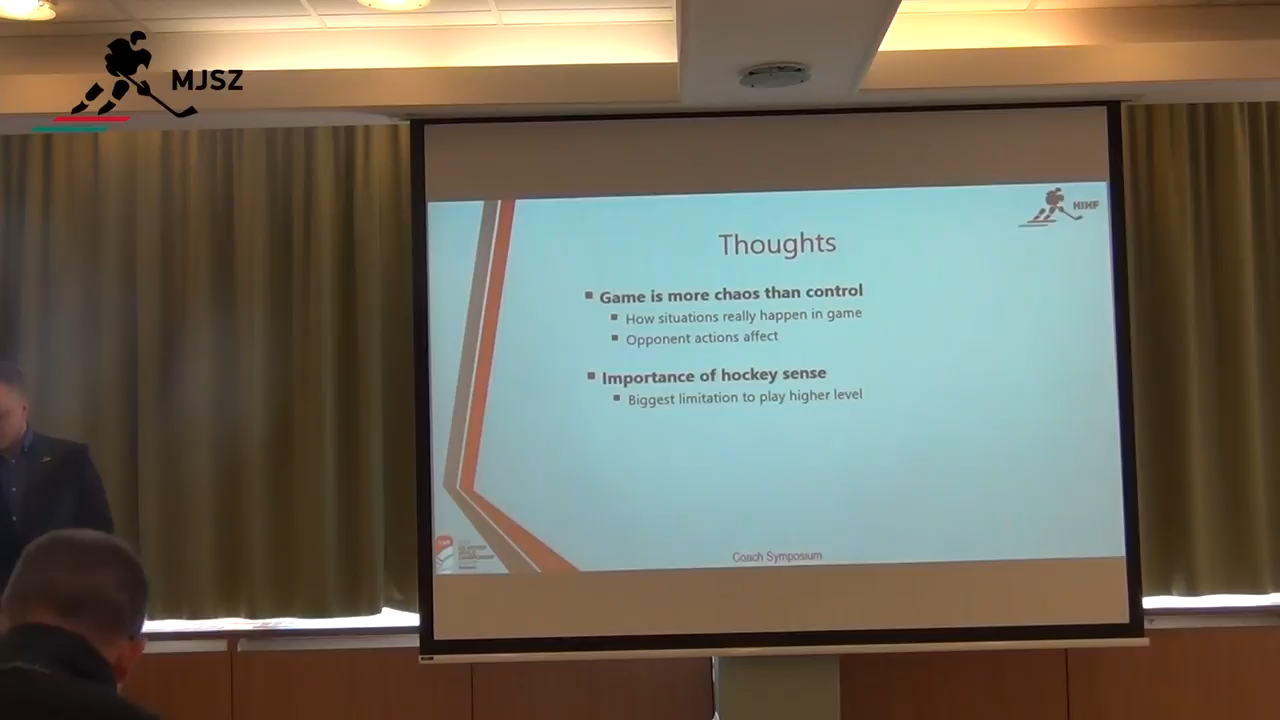 MJSZ
HIHF
Thoughts
Game is more chaos than control
How situations really happen in game
Opponent actions affect
Importance of hockey sense
Biggest limitation to play higher level
Coach Symposium